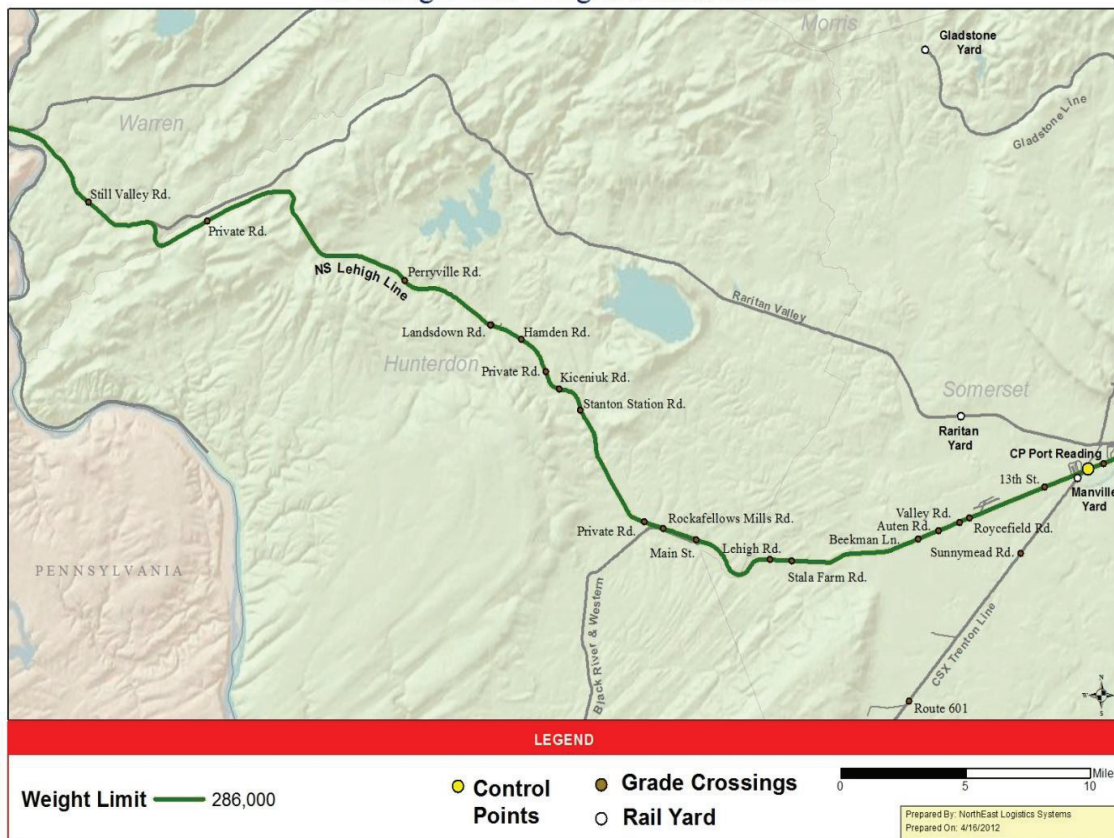 Morris
Gladstone
Yard
Gladstone Line
Warren
Still Valley Rd.
Private Rd.
NS Lehigh Line
Perryville Rd.
Landsdown Rd.
Hamden Rd.
Raritan Valley
Hunterdon
Private Rd.
Kiceniuk Rd.
Stanton Station Rd.
Somerset
Raritan
Yard
CP Port Reading
13th St.
Manville
Yard
Private Rd.
Rockafellows Mills Rd.
Main St.
Lehigh Rd.
Stala Farm Rd.
Beekman Ln.
Auten Rd.
Valley Rd.
Roycefield Rd.
Sunnymead Rd.
PENNSYLVANIA
Black River & Western
CSX Trenton Line
Route 601
N
S
LEGEND
Weight Limit
286,000
Control
Points
Grade Crossings
Rail Yard
0
5
10
Mile
Prepared By: NorthEast Logistics Systems
Prepared On: 4/16/2012